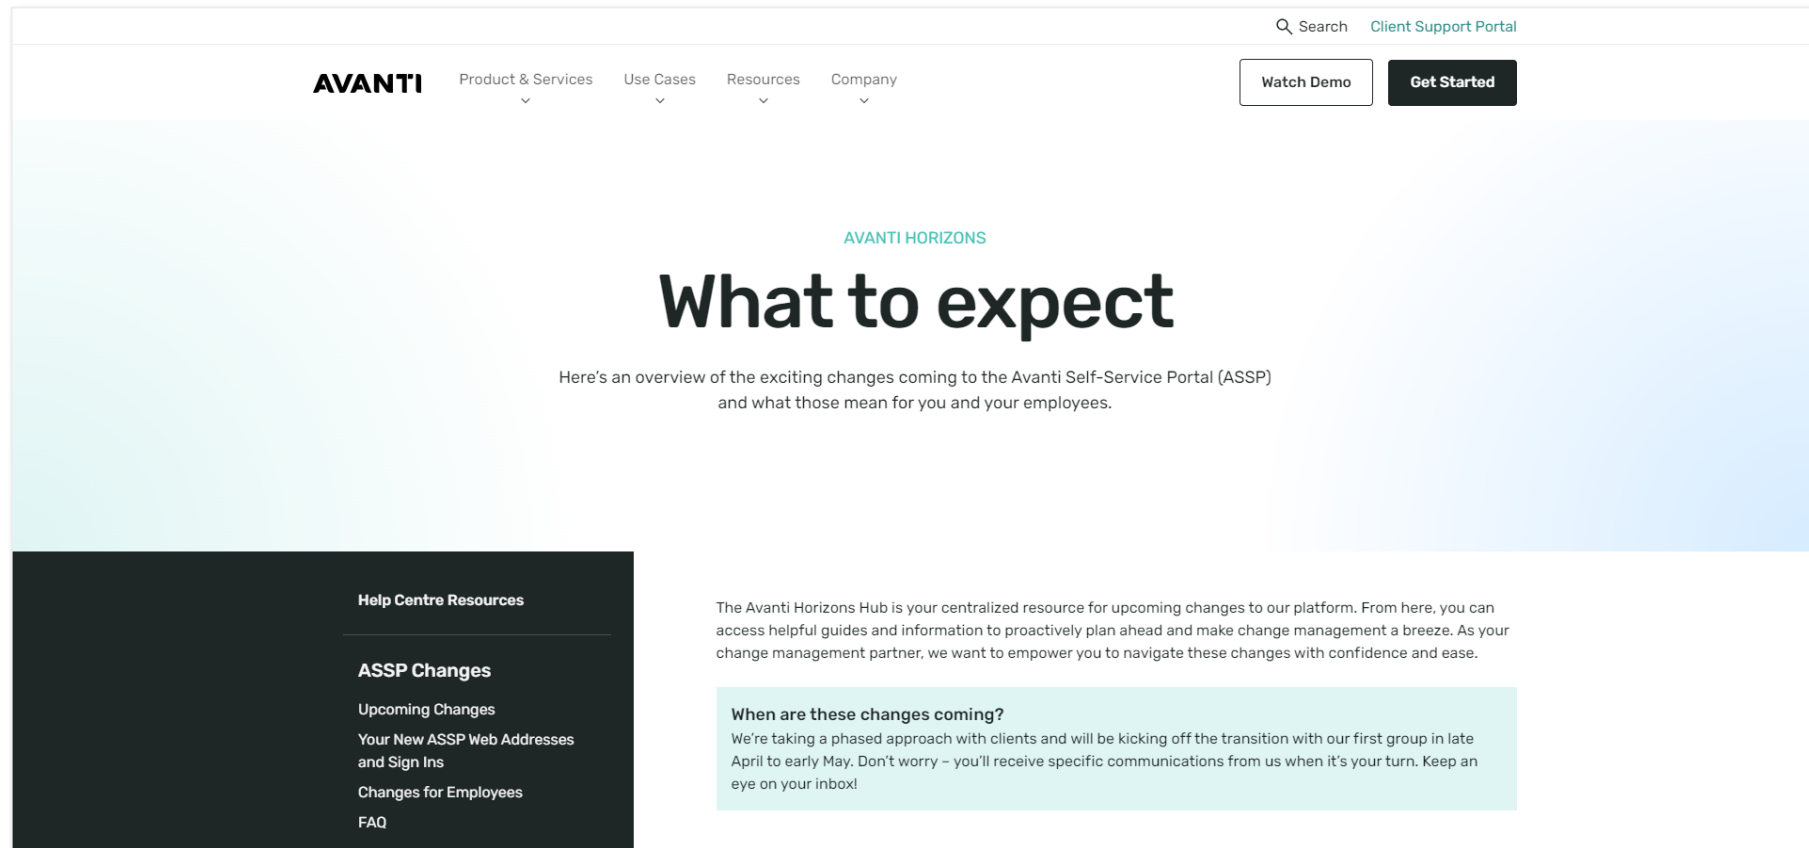 Search Client Support Portal
AVANTI Product & Services Use Cases Resources Company Watch Demo Get Started
AVANTI HORIZONS
What to expect
Here's an overview of the exciting changes coming to the Avanti Self-Service Portal (ASSP)
and what those mean for you and your employees.
Help Centre Resources
ASSP Changes
Upcoming Changes
Your New ASSP Web Addresses
and Sign Ins
Changes for Employees
FAQ
The Avanti Horizons Hub is your centralized resource for upcoming changes to our platform. From here, you can
access helpful guides and information to proactively plan ahead and make change management a breeze. As your
change management partner, we want to empower you to navigate these changes with confidence and ease.
When are these changes coming?
We're taking a phased approach with clients and will be kicking off the transition with our first group in late
April to early May. Don't worry – you'll receive specific communications from us when it's your turn. Keep an
eye on your inbox!